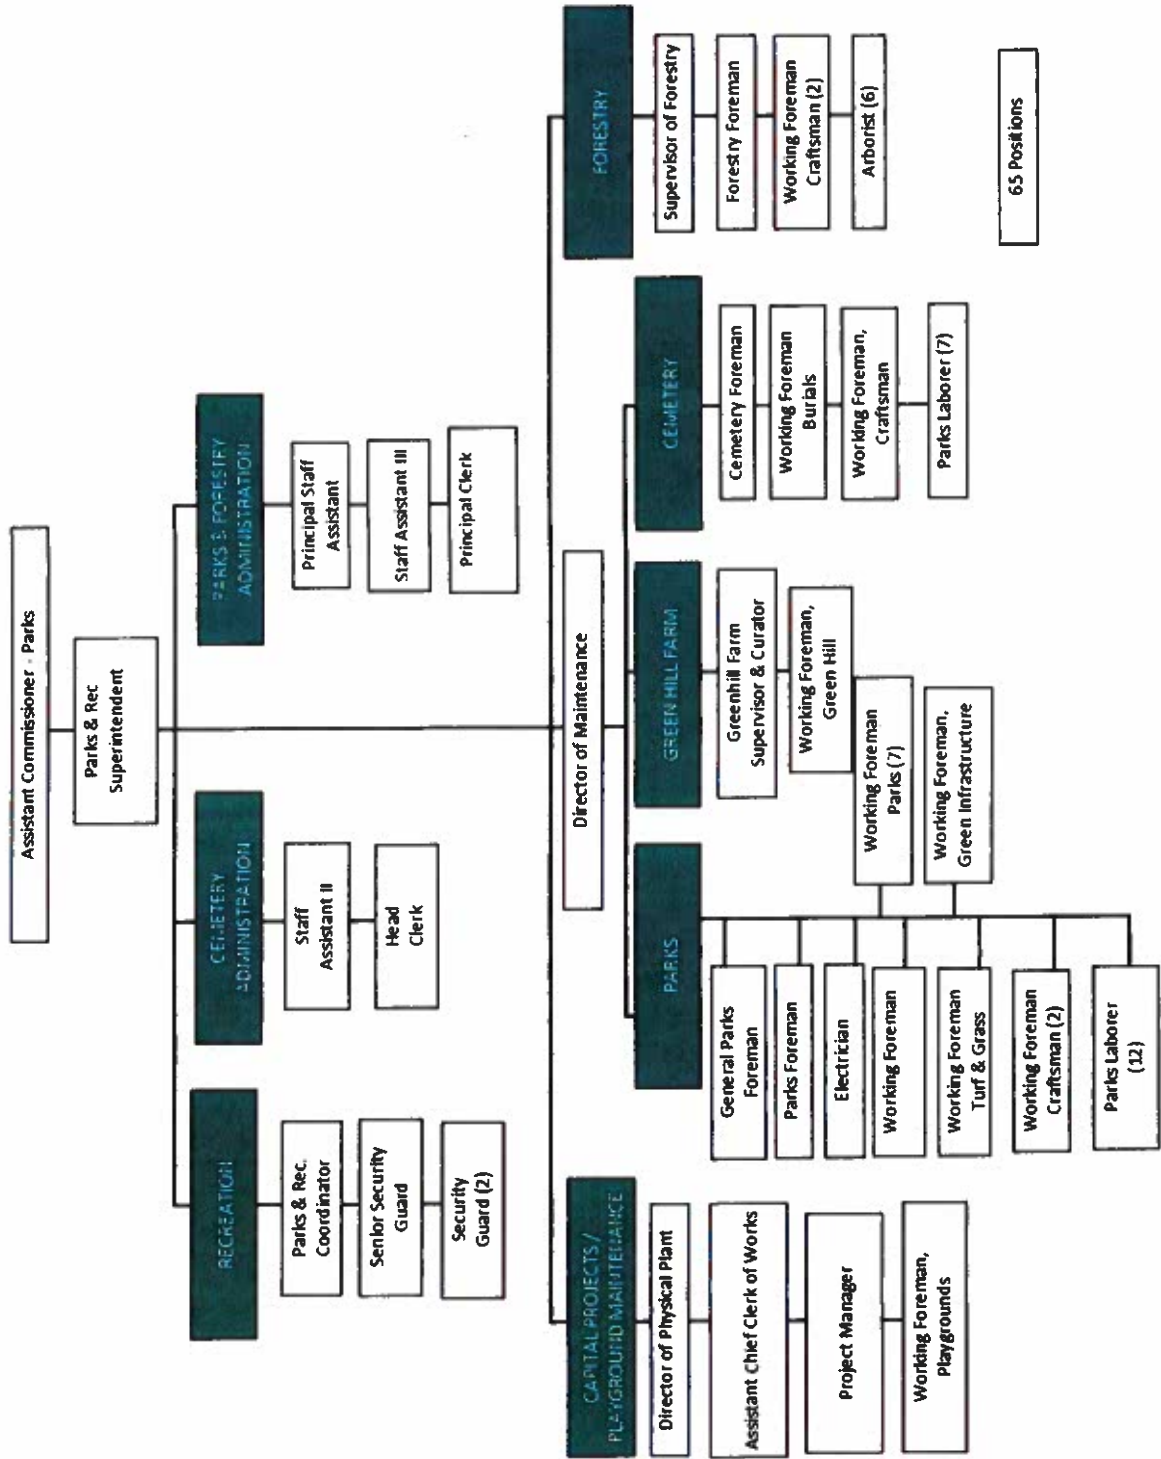 Assistant Commissioner - Parks
Parks & Rec
Superintendent
RECREATION
Parks & Rec.
Coordinator
Senior Security
Guard
Security
Guard (2)
CEMETERY
ADMINISTRATION
Staff
Assistant II
Head
Clerk
PARKS & FORESTRY
ADMINISTRATION
Principal Staff
Assistant
Staff Assistant III
Principal Clerk
CAPITAL PROJECTS /
PLAYGROUND MAINTENANCE
Director of Physical Plant
Assistant Chief Clerk of Works
Project Manager
Working Foreman,
Playgrounds
Director of Maintenance
PARKS
General Parks
Foreman
Parks Foreman
Electrician
Working Foreman
Working Foreman
Turf & Grass
Working Foreman
Craftsman (2)
Parks Laborer
(12)
Working Foreman
Parks (7)
Working Foreman,
Green Infrastructure
GREEN HILL FARM
Greenhill Farm
Supervisor & Curator
Working Foreman,
Green Hill
CEMETERY
Cemetery Foreman
Working Foreman
Burials
Working Foreman,
Craftsman
Parks Laborer (7)
FORESTRY
Supervisor of Forestry
Forestry Foreman
Working Foreman
Craftsman (2)
Arborist (6)
65 Positions